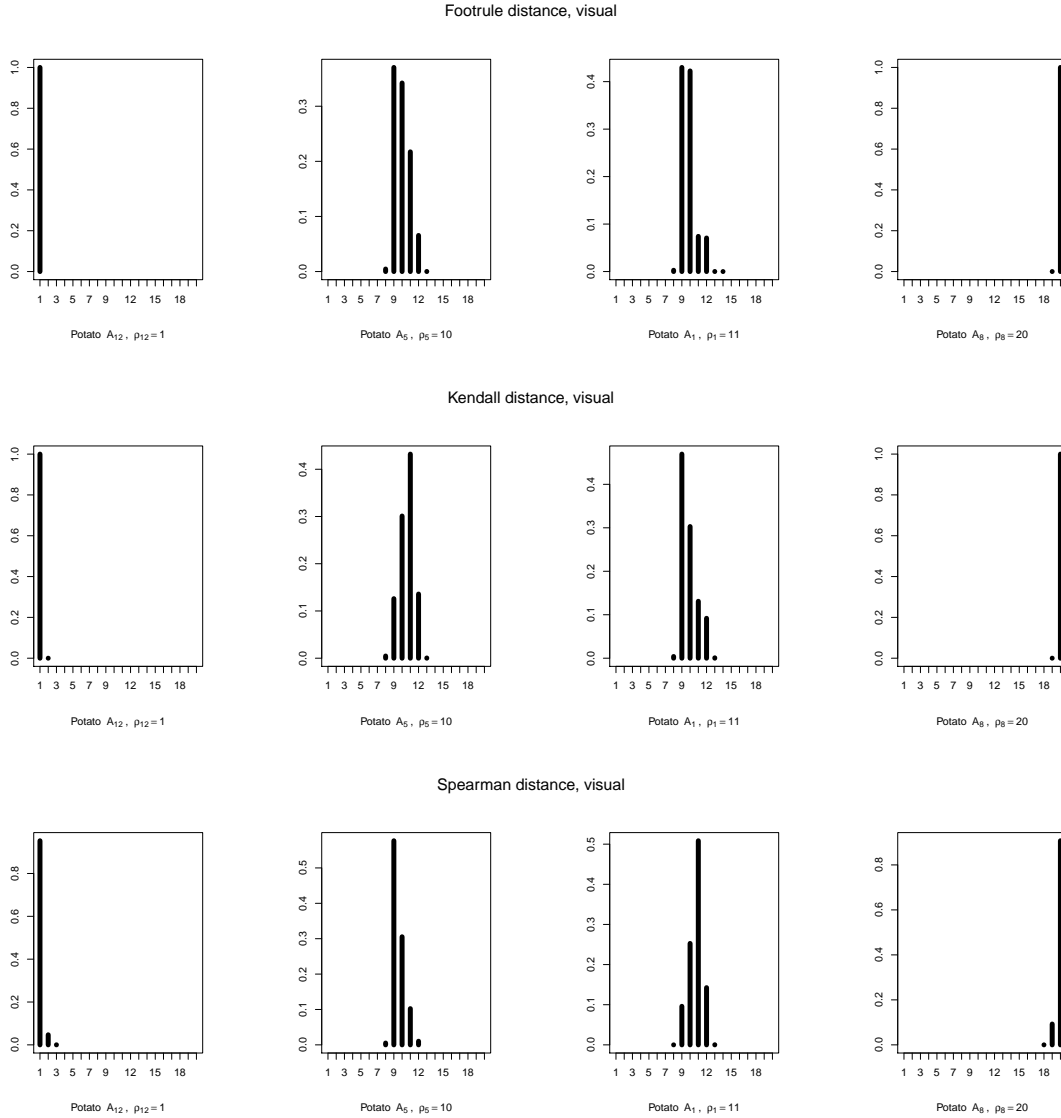 Footrule distance, visual
0.0 0.2 0.4 0.6 0.8 1.0
1 3 5 7 9 12 15 18
Potato A₁₂ , ρ₁₂ = 1
0.0 0.1 0.2 0.3
1 3 5 7 9 12 15 18
Potato A₅ , ρ₅ = 10
0.0 0.1 0.2 0.3 0.4
1 3 5 7 9 12 15 18
Potato A₁ , ρ₁ = 11
0.0 0.2 0.4 0.6 0.8 1.0
1 3 5 7 9 12 15 18
Potato A₈ , ρ₈ = 20
Kendall distance, visual
0.0 0.2 0.4 0.6 0.8 1.0
1 3 5 7 9 12 15 18
Potato A₁₂ , ρ₁₂ = 1
0.0 0.1 0.2 0.3 0.4
1 3 5 7 9 12 15 18
Potato A₅ , ρ₅ = 10
0.0 0.1 0.2 0.3 0.4
1 3 5 7 9 12 15 18
Potato A₁ , ρ₁ = 11
0.0 0.2 0.4 0.6 0.8 1.0
1 3 5 7 9 12 15 18
Potato A₈ , ρ₈ = 20
Spearman distance, visual
0.0 0.2 0.4 0.6 0.8
1 3 5 7 9 12 15 18
Potato A₁₂ , ρ₁₂ = 1
0.0 0.1 0.2 0.3 0.4 0.5
1 3 5 7 9 12 15 18
Potato A₅ , ρ₅ = 10
0.0 0.1 0.2 0.3 0.4 0.5
1 3 5 7 9 12 15 18
Potato A₁ , ρ₁ = 11
0.0 0.2 0.4 0.6 0.8
1 3 5 7 9 12 15 18
Potato A₈ , ρ₈ = 20